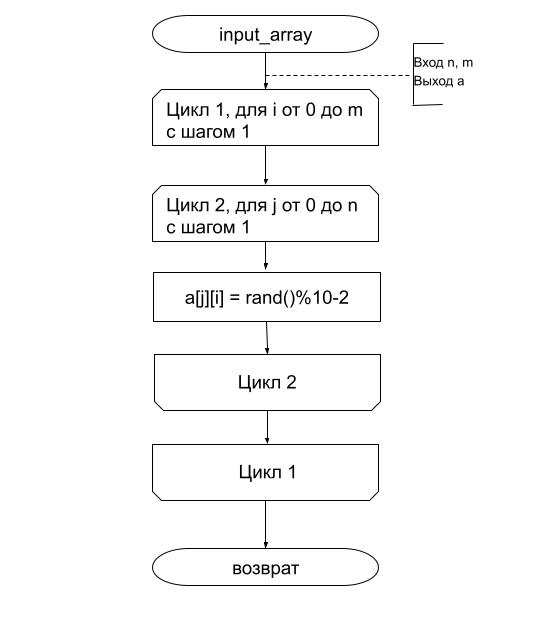 input_array
Вход n, m
Выход a
Цикл 1, для i от 0 до m
с шагом 1
Цикл 2, для j от 0 до n
с шагом 1
a[j][i] = rand()%10-2
Цикл 2
Цикл 1
возврат